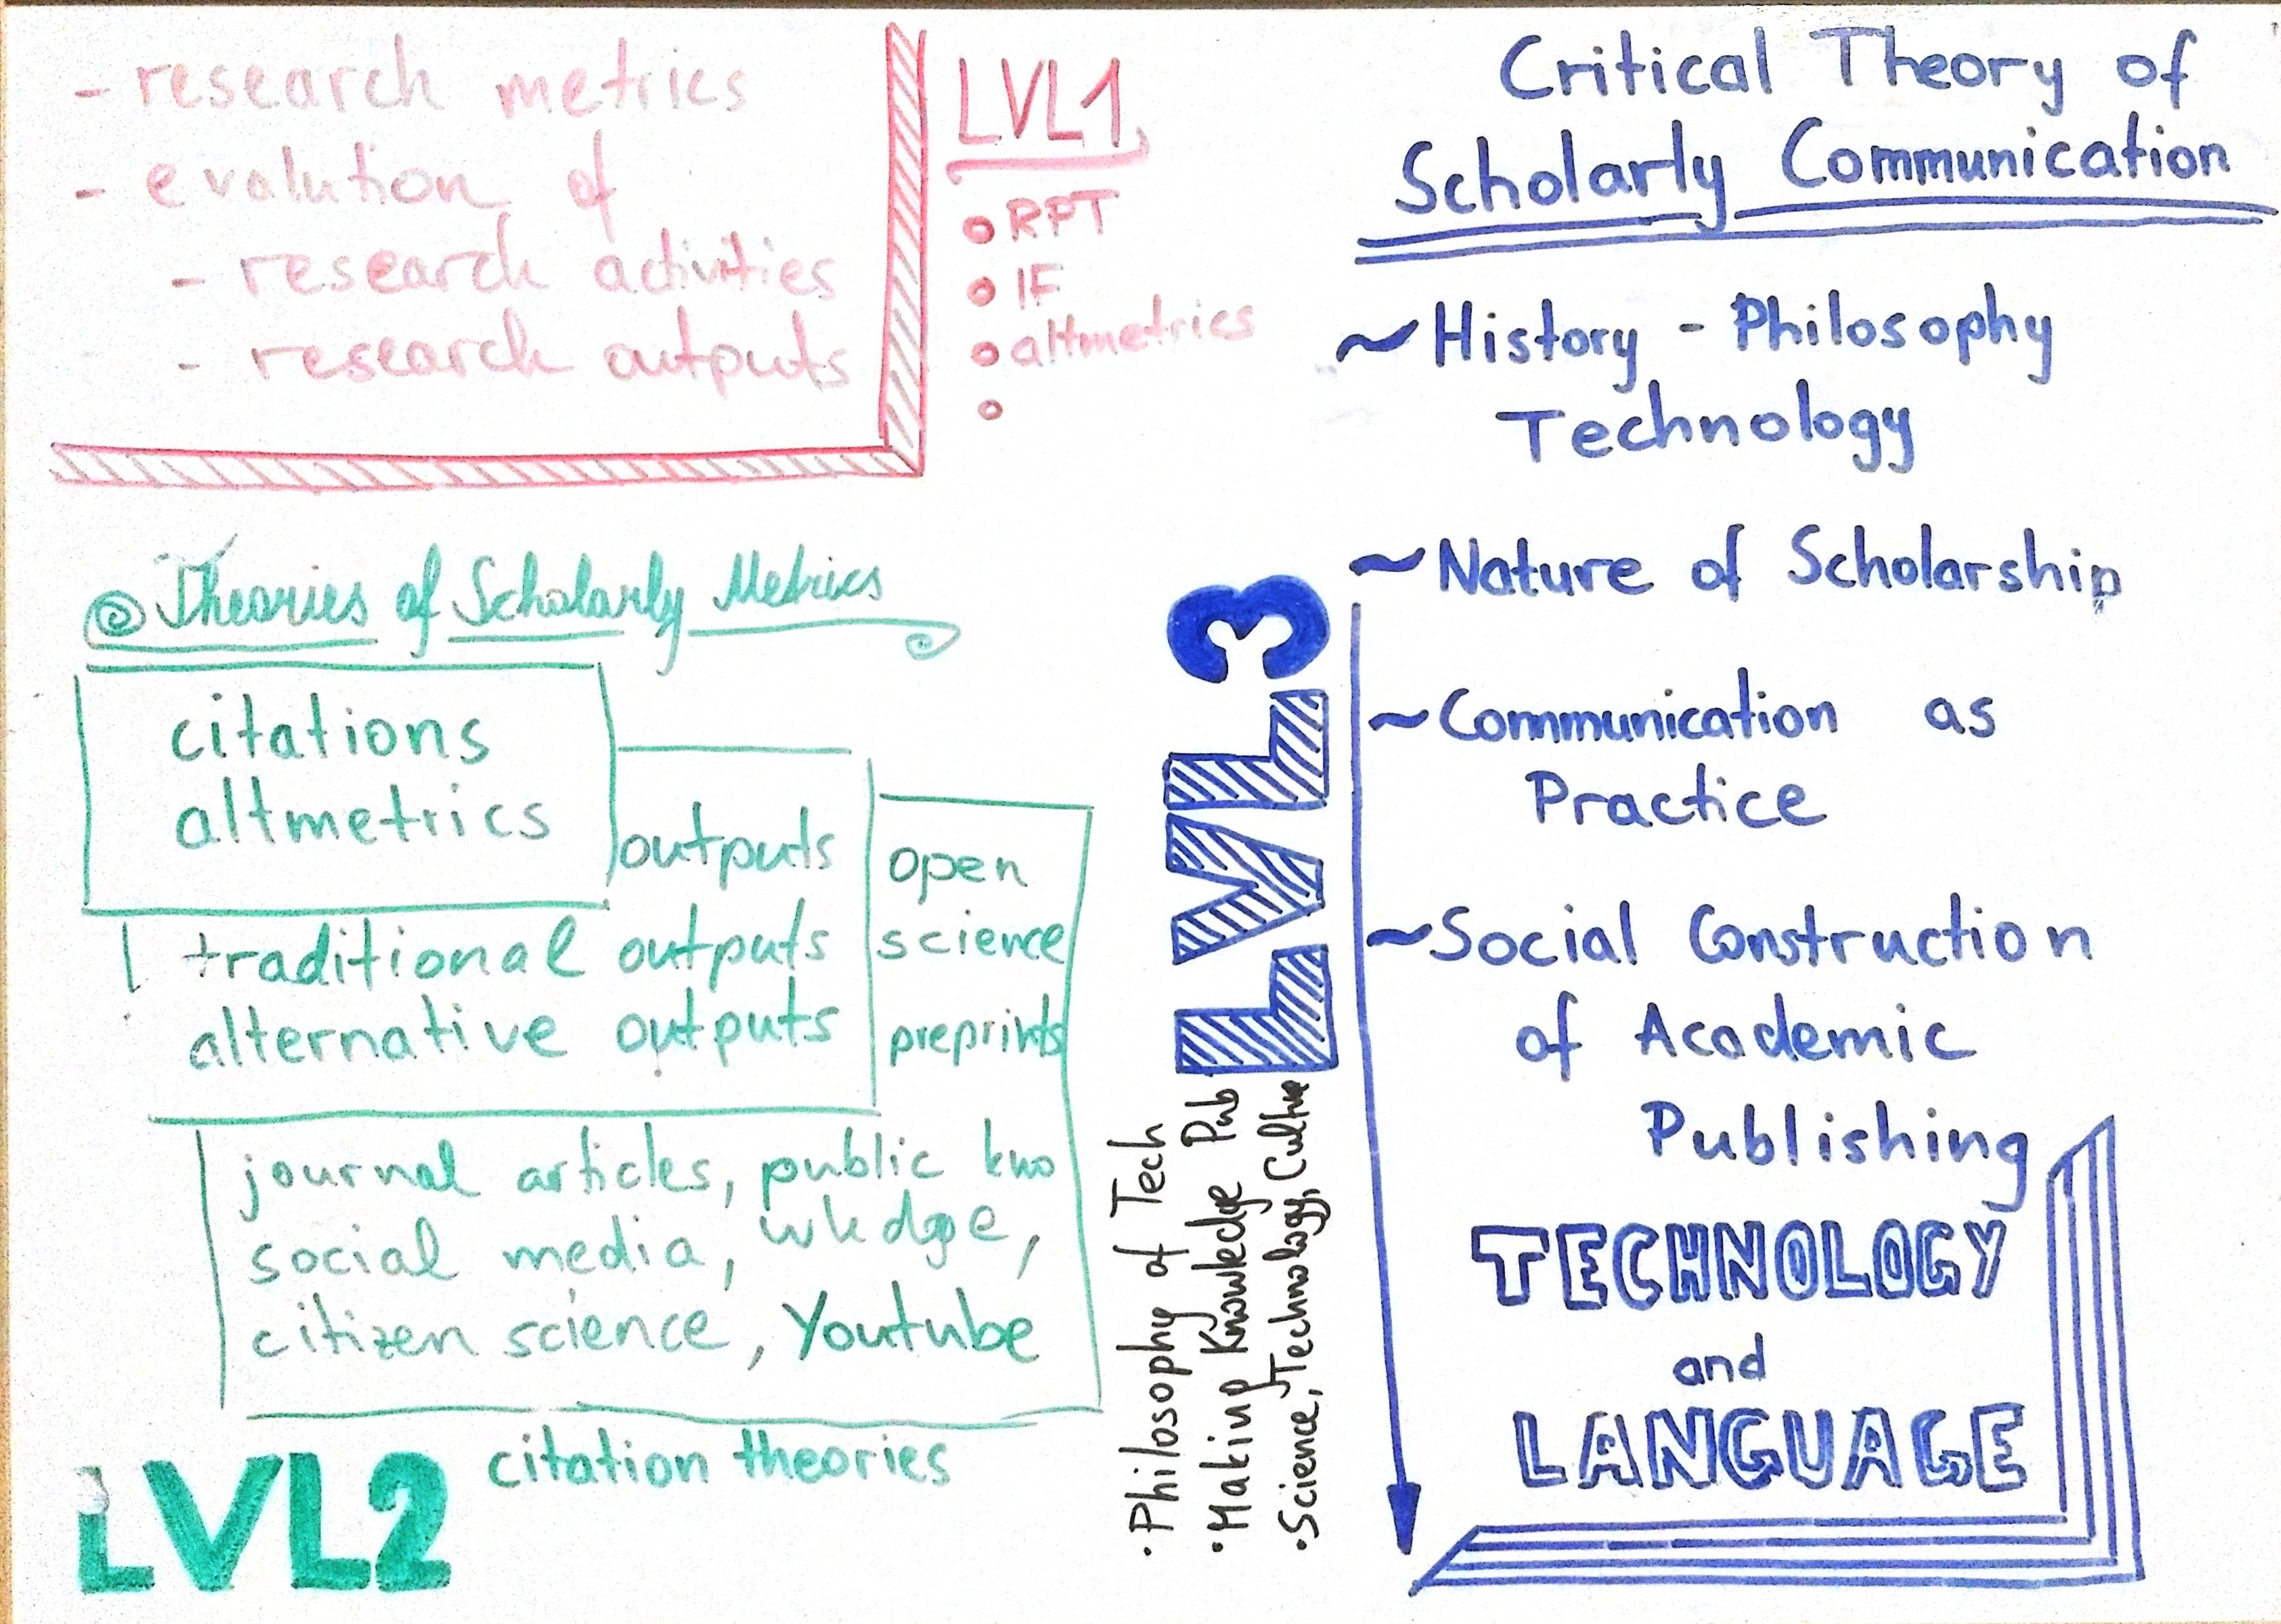 - research metrics
- evalution of
- research activities
- research outputs
LVL1
RPT
IF
altmetrics
Theories of Scholarly Metrics
citations
altmetrics
outputs
traditional outputs
alternative outputs
open
science
preprints
journal articles, public kno
social media, wledge,
citizen science, Youtube
citation theories
LVL2
LVL3
• Philosophy of Tech
• Making Knowledge Pub
• Science, Technology, Culture
Critical Theory of
Scholarly Communication
~ History - Philosophy
Technology
~ Nature of Scholarship
~ Communication as
Practice
~ Social Construction
of Academic
Publishing
TECHNOLOGY
and
LANGUAGE